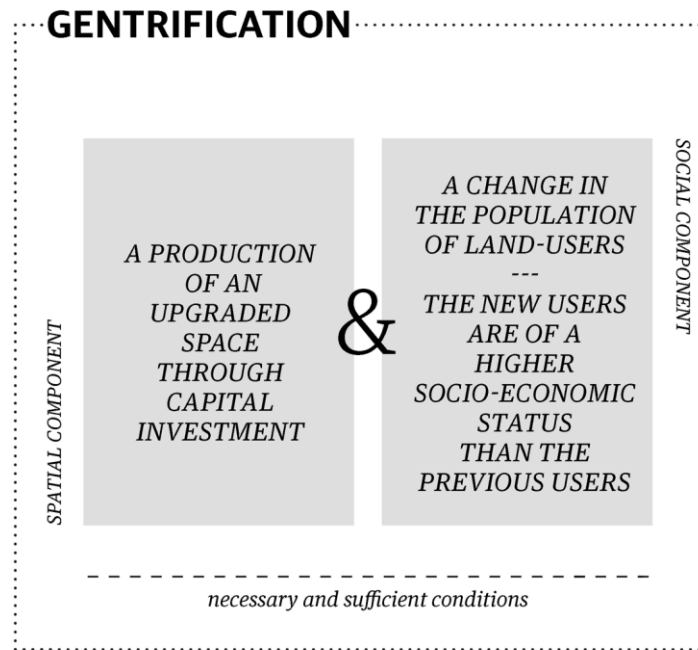 GENTRIFICATION
SPATIAL COMPONENT
A PRODUCTION
OF AN
UPGRADED
SPACE
THROUGH
CAPITAL
INVESTMENT
&
A CHANGE IN
THE POPULATION
OF LAND-USERS
---
THE NEW USERS
ARE OF A
HIGHER
SOCIO-ECONOMIC
STATUS
THAN THE
PREVIOUS USERS
SOCIAL COMPONENT
necessary and sufficient conditions